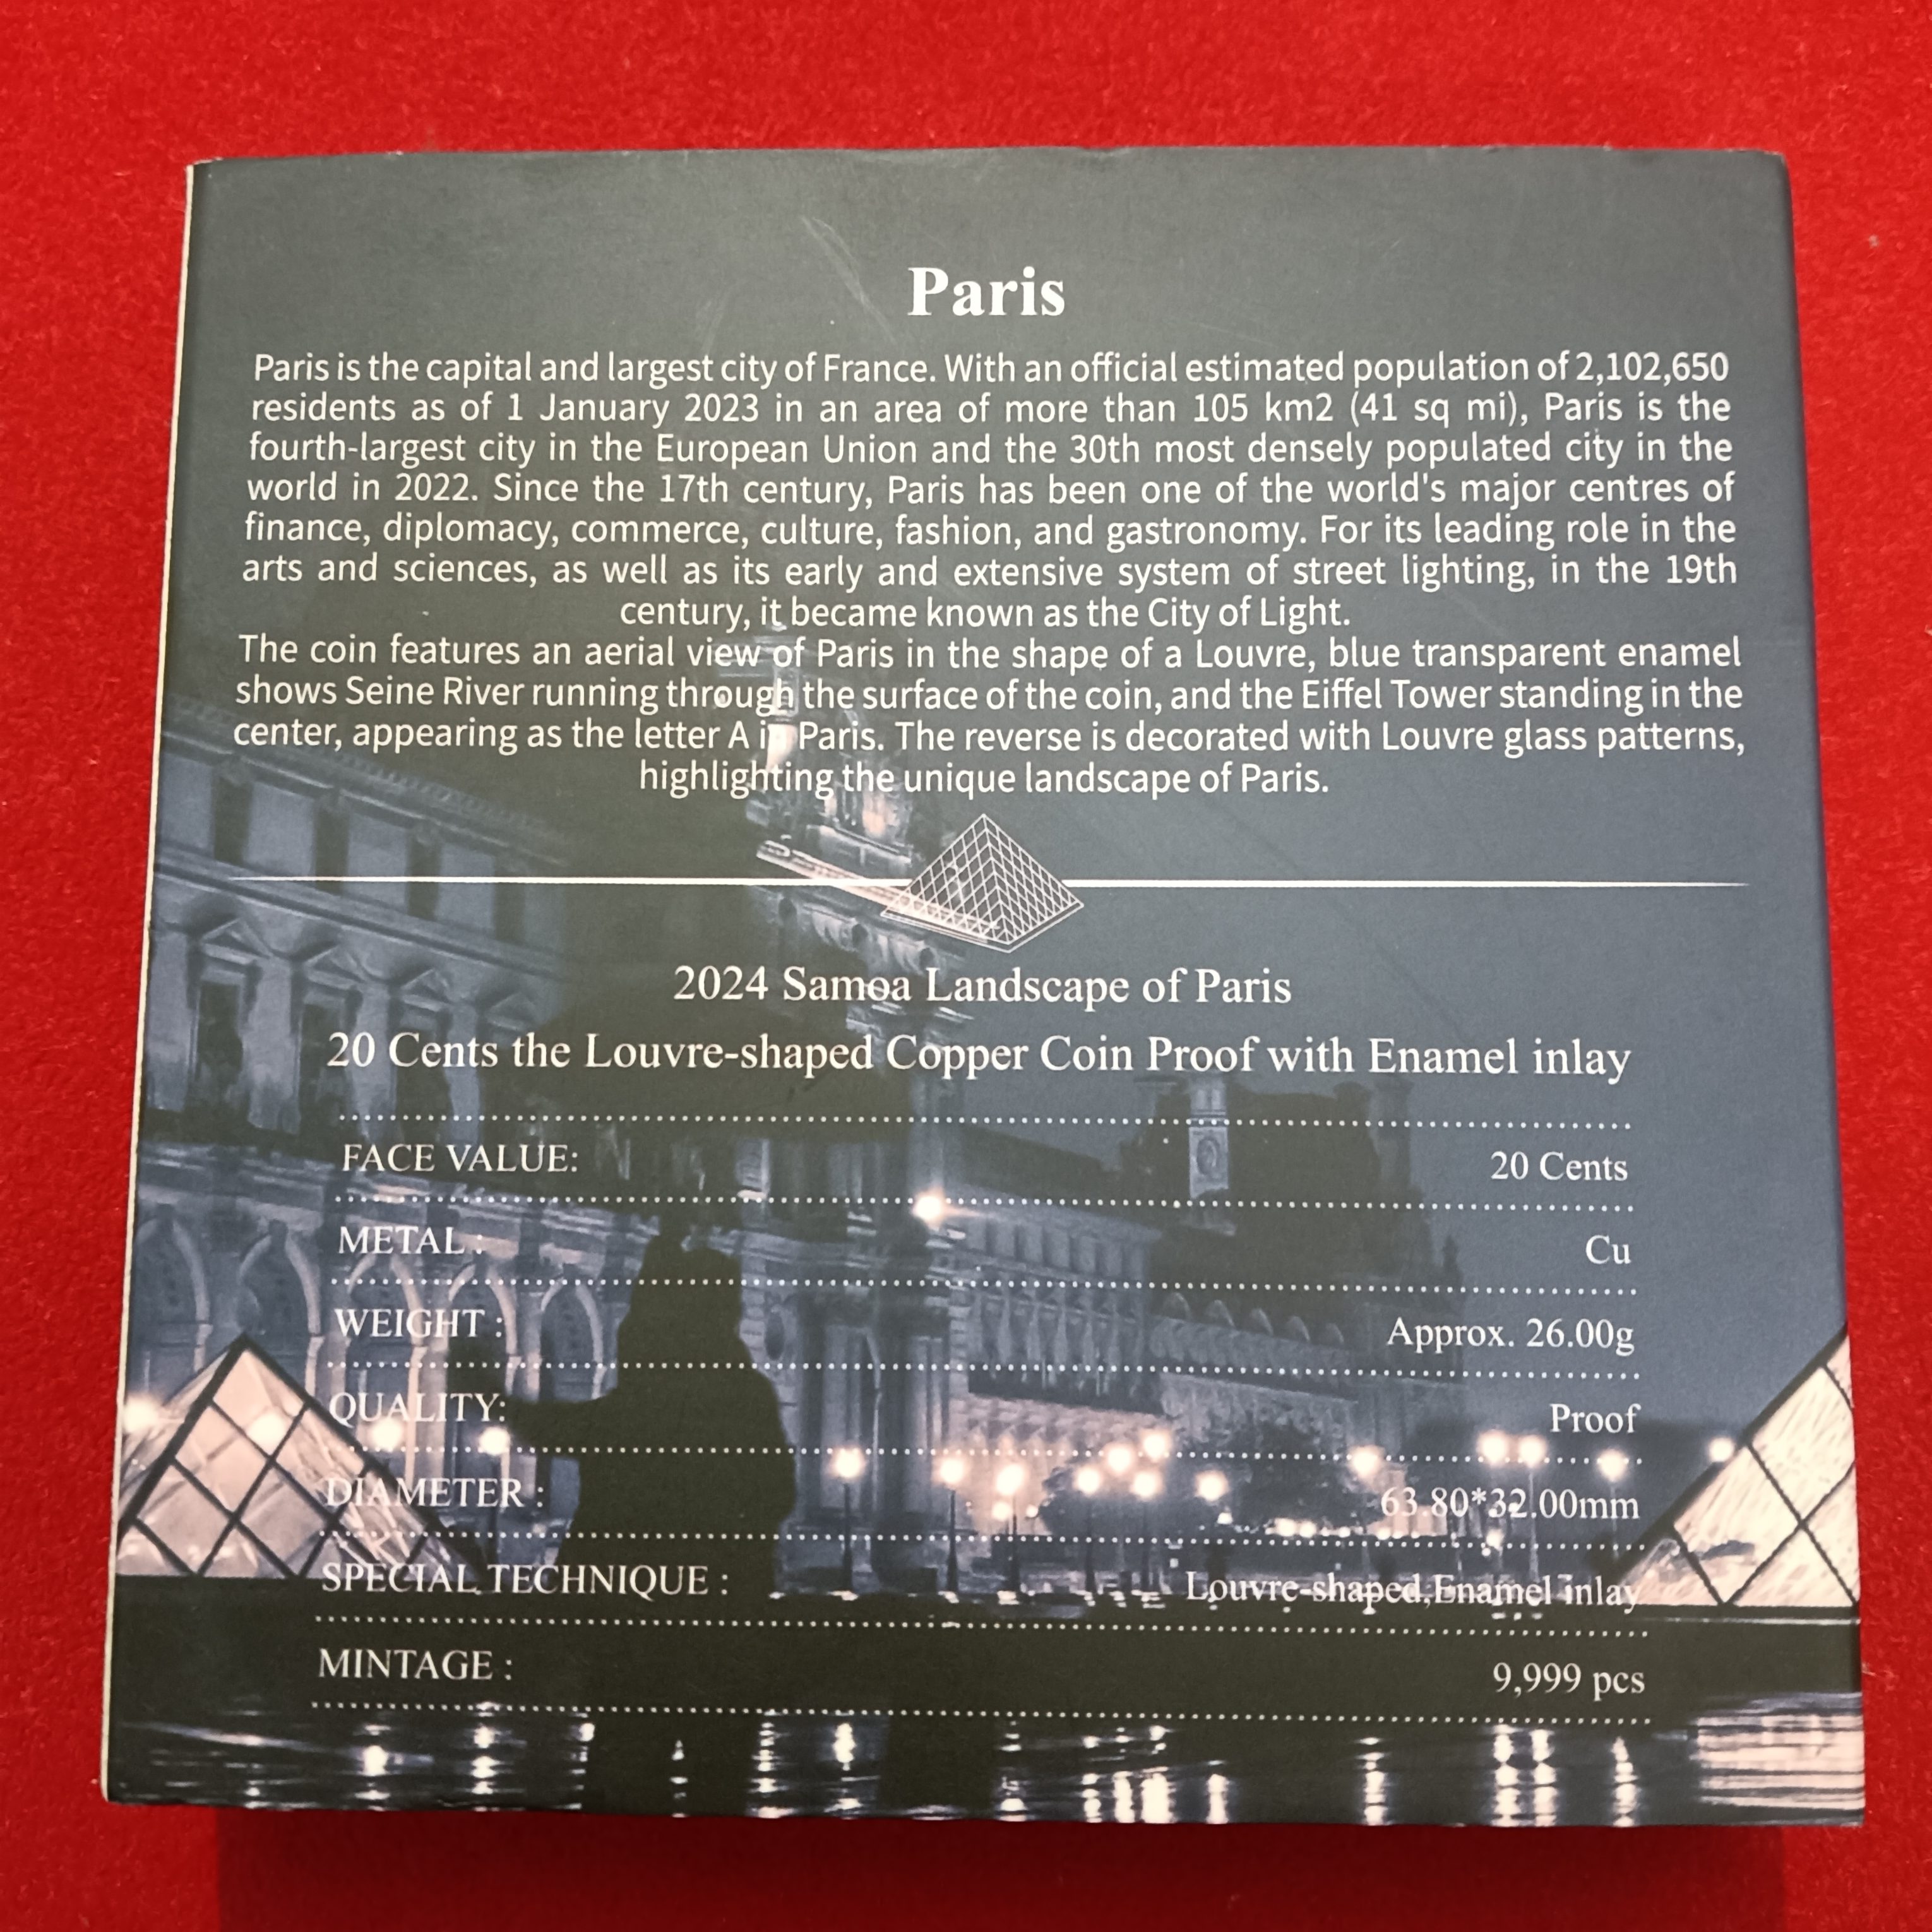 Paris
Paris is the capital and largest city of France. With an official estimated population of 2,102,650
residents as of 1 January 2023 in an area of more than 105 km2 (41 sq mi), Paris is the
fourth-largest city in the European Union and the 30th most densely populated city in the
world in 2022. Since the 17th century, Paris has been one of the world's major centres of
finance, diplomacy, commerce, culture, fashion, and gastronomy. For its leading role in the
arts and sciences, as well as its early and extensive system of street lighting, in the 19th
century, it became known as the City of Light.
The coin features an aerial view of Paris in the shape of a Louvre, blue transparent enamel
shows Seine River running through the surface of the coin, and the Eiffel Tower standing in the
center, appearing as the letter A in Paris. The reverse is decorated with Louvre glass patterns,
highlighting the unique landscape of Paris.
2024 Samoa Landscape of Paris
20 Cents the Louvre-shaped Copper Coin Proof with Enamel inlay
FACE VALUE: 20 Cents
METAL : Cu
WEIGHT : Approx. 26.00g
QUALITY: Proof
DIAMETER : 63.80*32.00mm
SPECIAL TECHNIQUE : Louvre-shaped,Enamel inlay
MINTAGE : 9,999 pcs